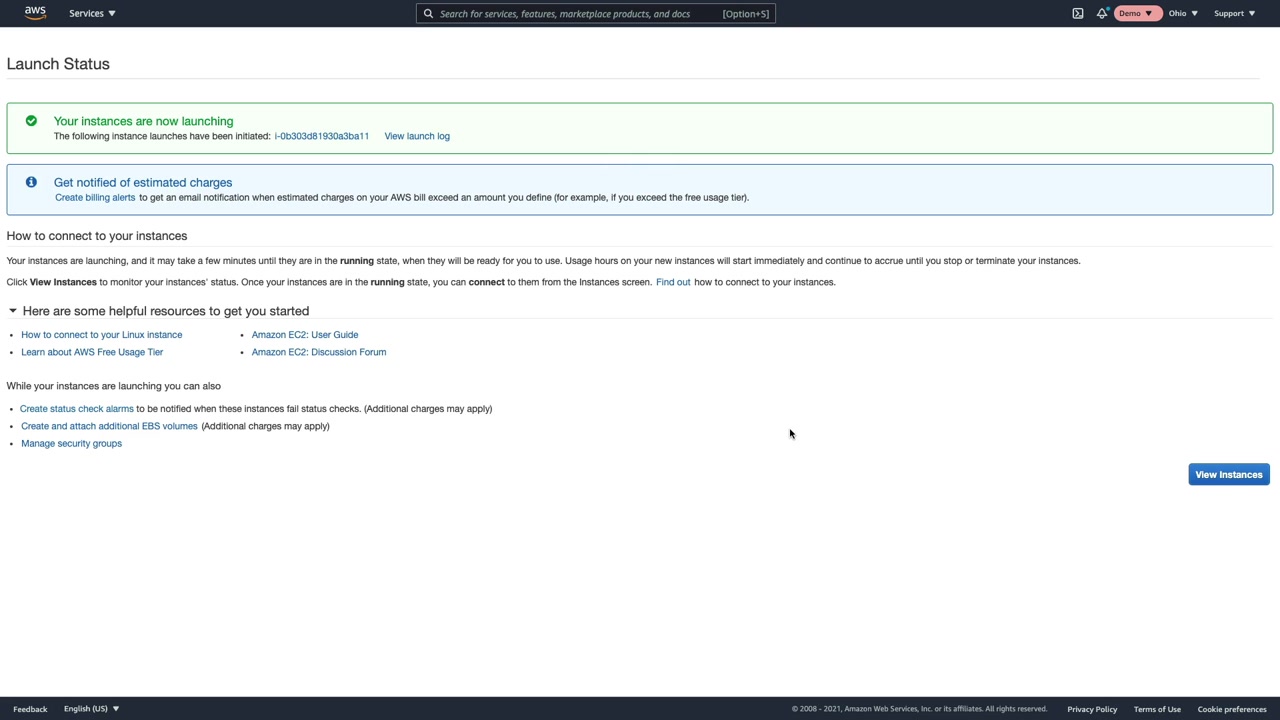 aws Services Search for services, features, marketplace products, and docs [Option+S] Demo Ohio Support
Launch Status
Your instances are now launching
The following instance launches have been initiated: i-0b303d81930a3ba11 View launch log
Get notified of estimated charges
Create billing alerts to get an email notification when estimated charges on your AWS bill exceed an amount you define (for example, if you exceed the free usage tier).
How to connect to your instances
Your instances are launching, and it may take a few minutes until they are in the running state, when they will be ready for you to use. Usage hours on your new instances will start immediately and continue to accrue until you stop or terminate your instances.
Click View Instances to monitor your instances' status. Once your instances are in the running state, you can connect to them from the Instances screen. Find out how to connect to your instances.
Here are some helpful resources to get you started
• How to connect to your Linux instance • Amazon EC2: User Guide
• Learn about AWS Free Usage Tier • Amazon EC2: Discussion Forum
While your instances are launching you can also
• Create status check alarms to be notified when these instances fail status checks. (Additional charges may apply)
• Create and attach additional EBS volumes (Additional charges may apply)
• Manage security groups
View Instances
Feedback English (US) © 2008 - 2021, Amazon Web Services, Inc. or its affiliates. All rights reserved. Privacy Policy Terms of Use Cookie preferences